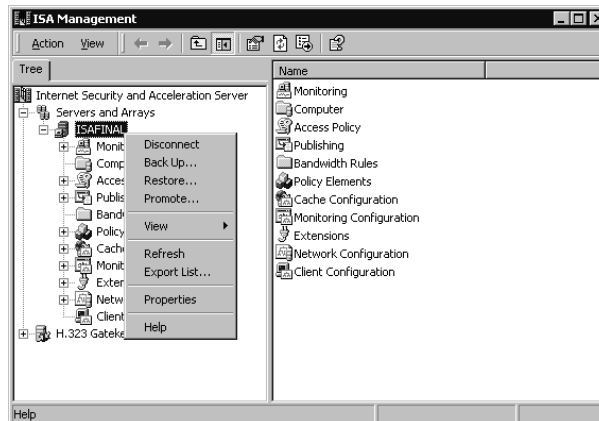 ISA Management
Action View
Tree
Name
Internet Security and Acceleration Server
Servers and Arrays
ISAFINAL
Monit
Comp
Acces
Publis
Band
Policy
Cache
Monit
Exter
Netw
Client
H.323 Gateke
Disconnect
Back Up...
Restore...
Promote...
View
Refresh
Export List...
Properties
Help
Monitoring
Computer
Access Policy
Publishing
Bandwidth Rules
Policy Elements
Cache Configuration
Monitoring Configuration
Extensions
Network Configuration
Client Configuration
Help